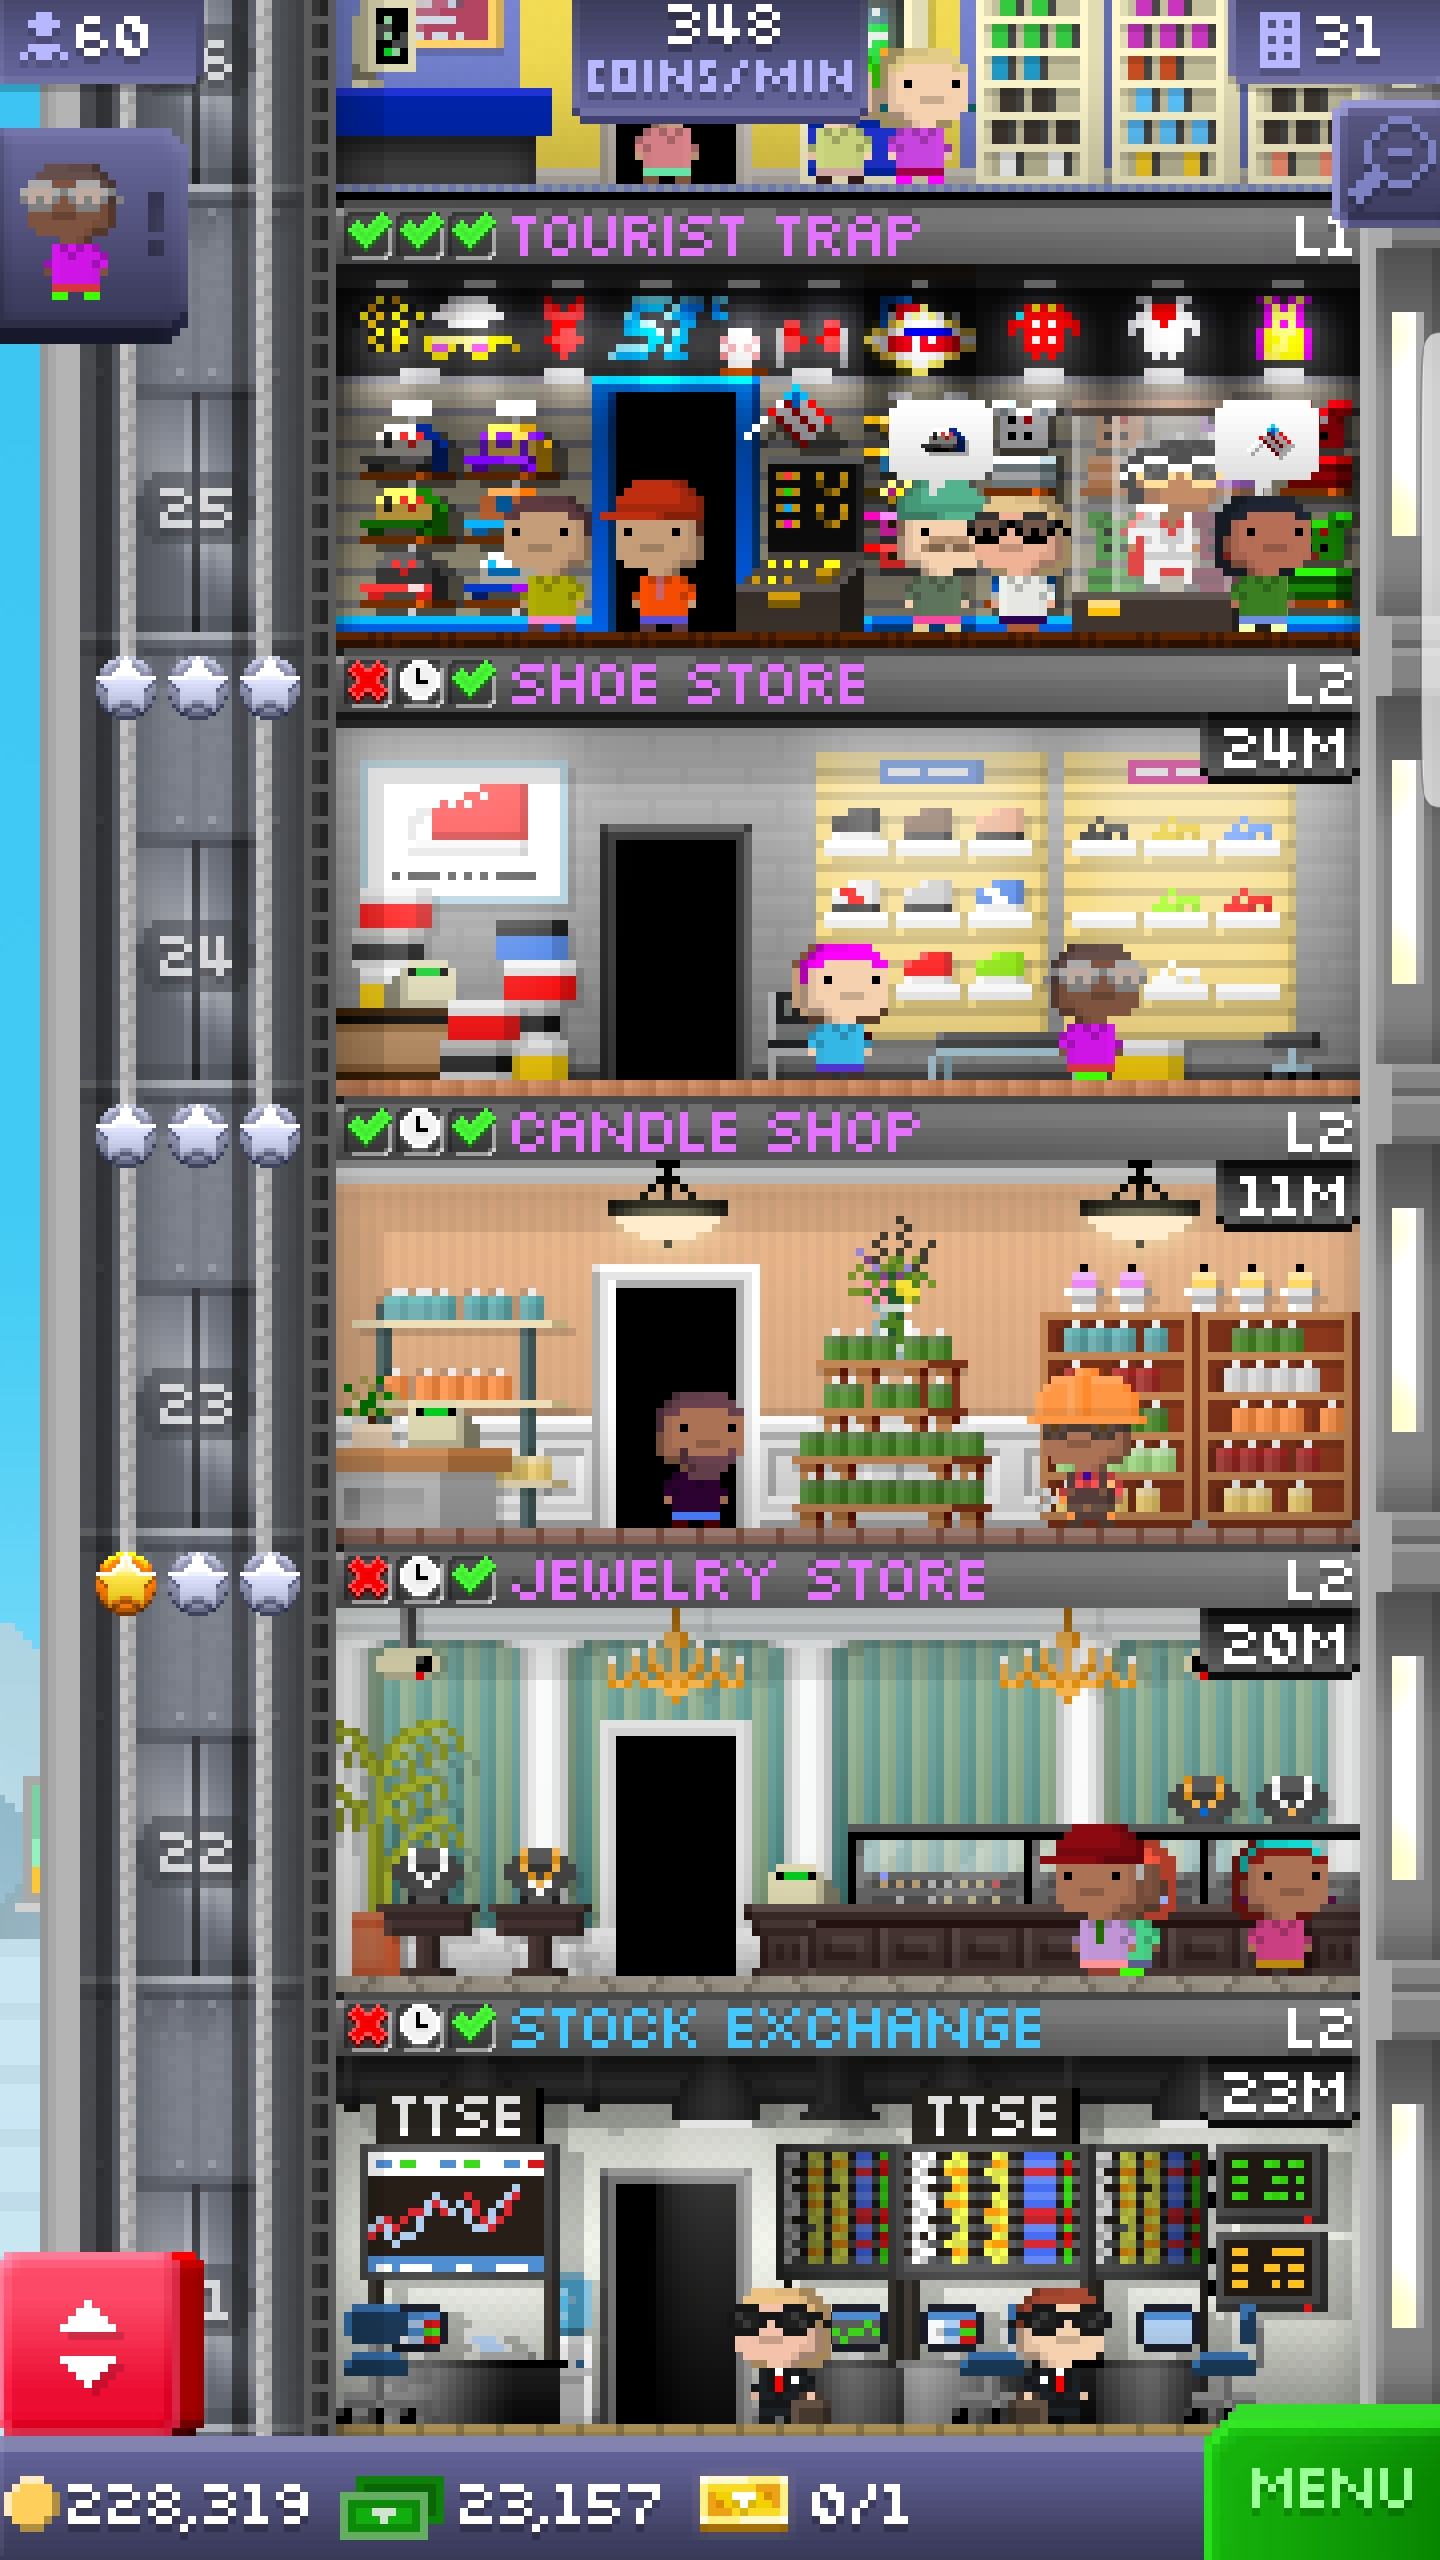 60
348
COINS/MIN
31
TOURIST TRAP
L1
25
SHOE STORE
L2
24M
24
CANDLE SHOP
L2
11M
23
JEWELRY STORE
L2
20M
22
STOCK EXCHANGE
L2
23M
TTSE
TTSE
228,319
23,157
0/1
MENU